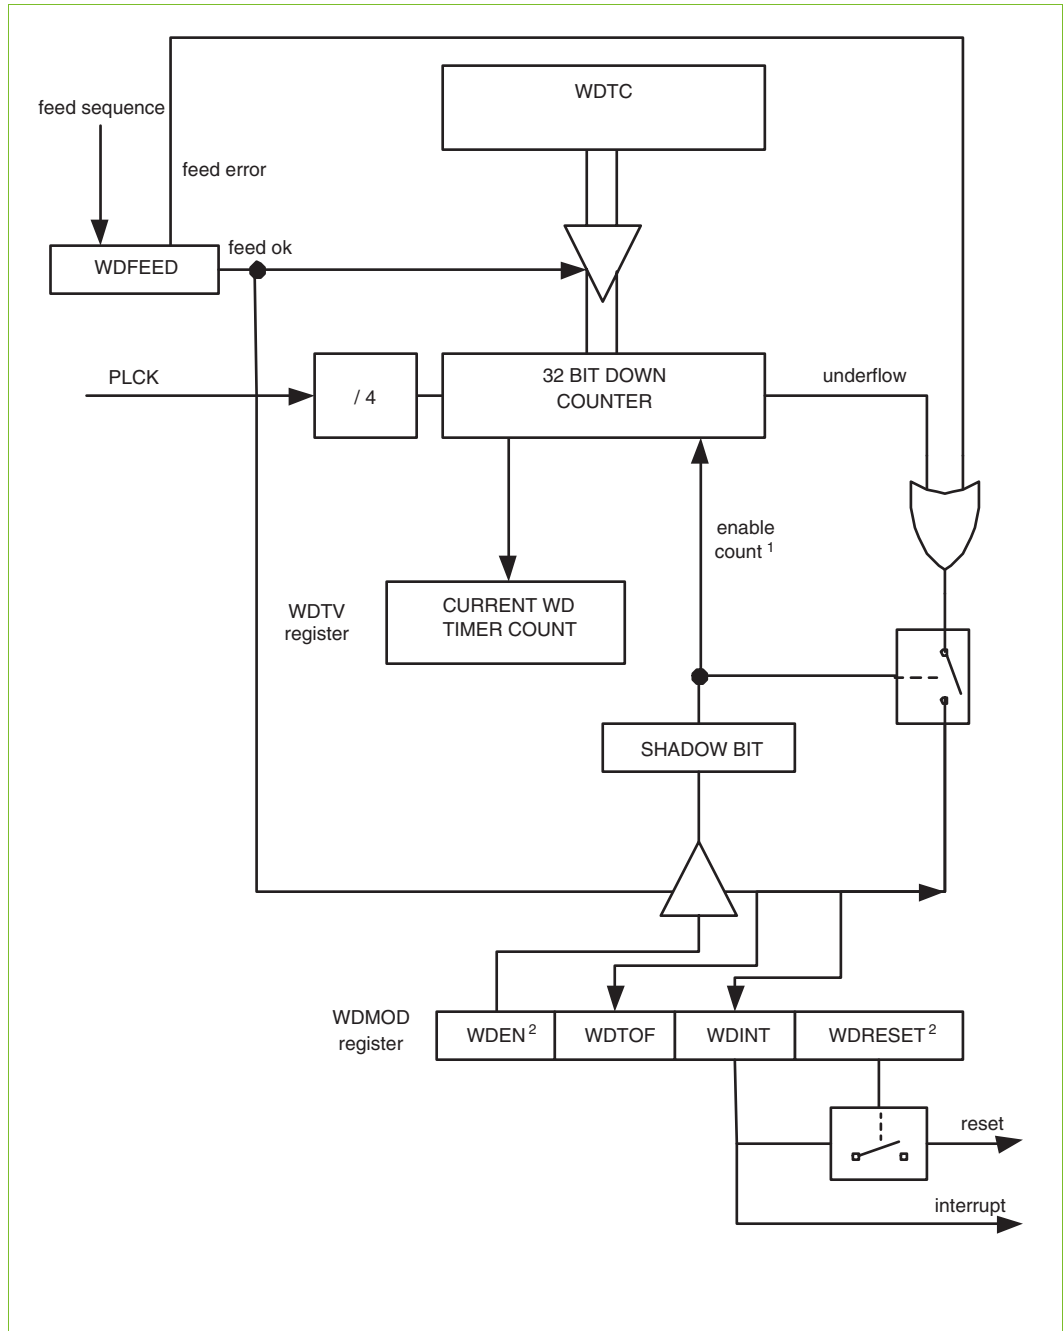 WDTC
feed sequence
feed error
feed ok
WDFEED
PLCK
/ 4
32 BIT DOWN
COUNTER
underflow
enable
count 1
WDTV
register
CURRENT WD
TIMER COUNT
SHADOW BIT
WDMOD
register
WDEN 2
WDTOF
WDINT
WDRESET 2
reset
interrupt